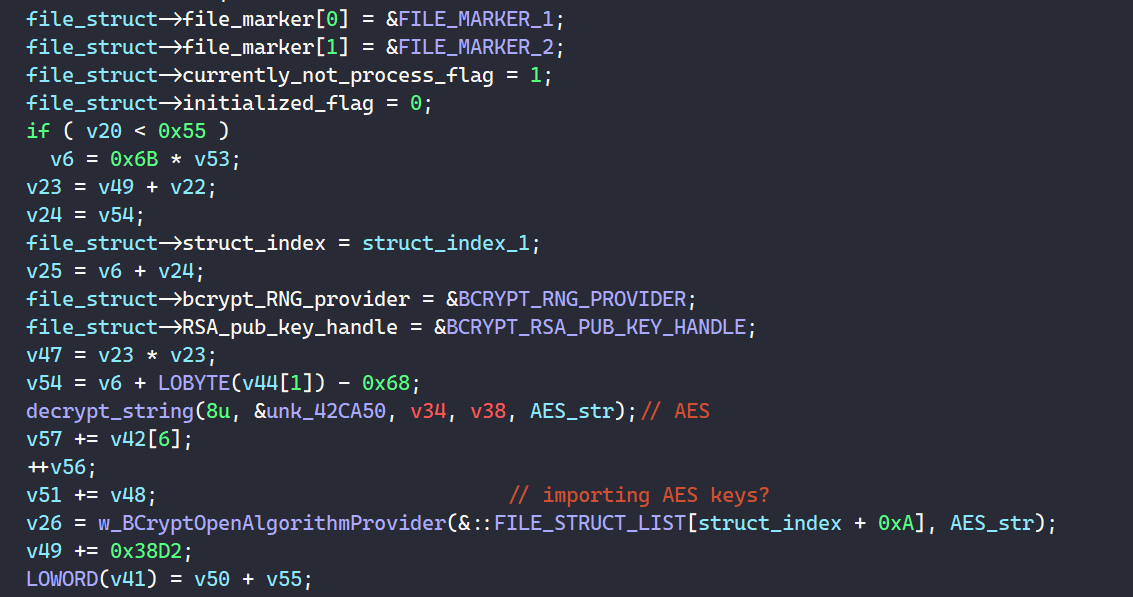 file_struct→file_marker[0] = &FILE_MARKER_1;
file_struct→file_marker[1] = &FILE_MARKER_2;
file_struct→currently_not_process_flag = 1;
file_struct→initialized_flag = 0;
if ( v20 < 0x55 )
  v6 = 0x6B * v53;
v23 = v49 + v22;
v24 = v54;
file_struct→struct_index = struct_index_1;
v25 = v6 + v24;
file_struct→bcrypt_RNG_provider = &BCRYPT_RNG_PROVIDER;
file_struct→RSA_pub_key_handle = &BCRYPT_RSA_PUB_KEY_HANDLE;
v47 = v23 * v23;
v54 = v6 + LOBYTE(v44[1]) - 0x68;
decrypt_string(8u, &unk_42CA50, v34, v38, AES_str);// AES
v57 += v42[6];
++v56;
v51 += v48;                              // importing AES keys?
v26 = w_BCryptOpenAlgorithmProvider(&::FILE_STRUCT_LIST[struct_index + 0xA], AES_str);
v49 += 0x38D2;
LOWORD(v41) = v50 + v55;